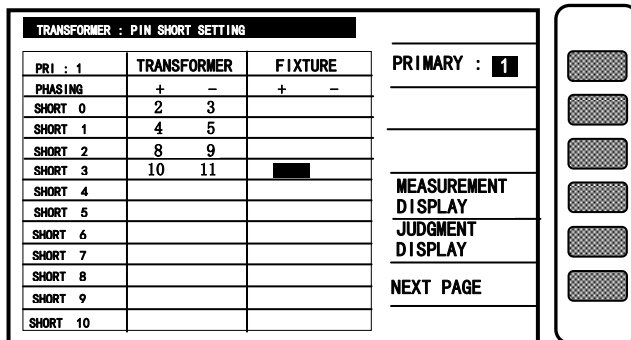 TRANSFORMER : PIN SHORT SETTING
PRI : 1 TRANSFORMER FIXTURE
PHASING + − + −
SHORT 0 2 3
SHORT 1 4 5
SHORT 2 8 9
SHORT 3 10 11
SHORT 4
SHORT 5
SHORT 6
SHORT 7
SHORT 8
SHORT 9
SHORT 10
PRIMARY : 1
MEASUREMENT
DISPLAY
JUDGMENT
DISPLAY
NEXT PAGE